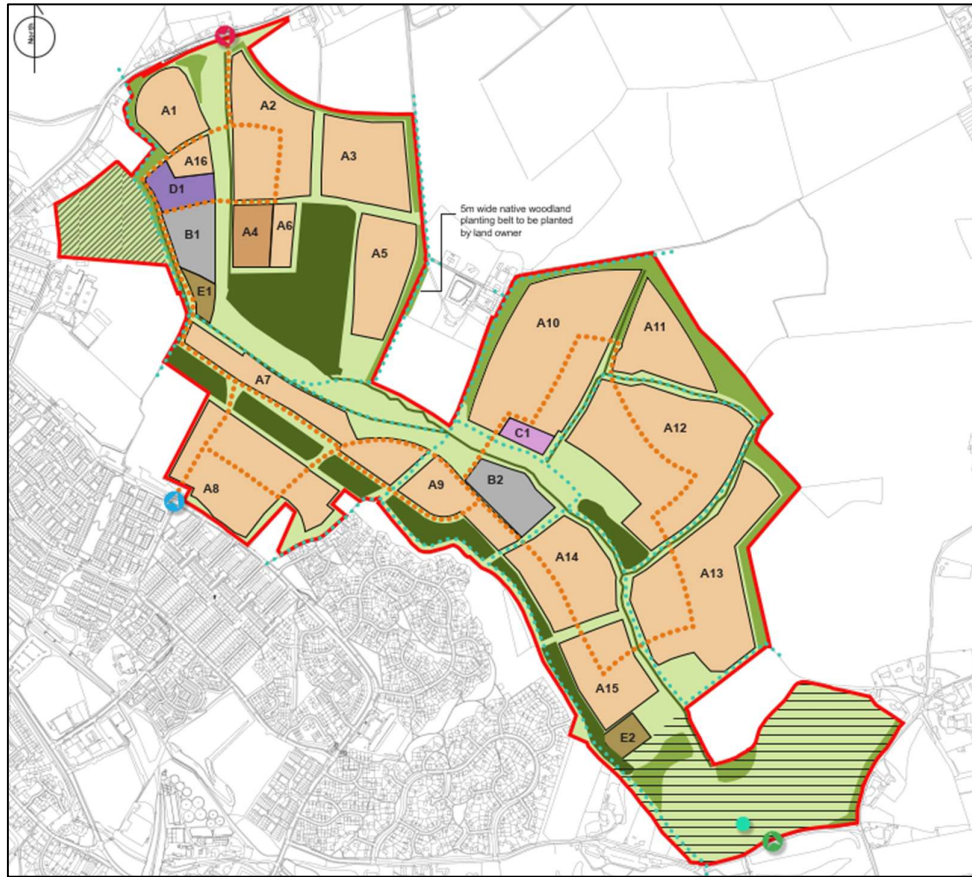 North
A1
A2
A3
A16
D1
B1
A4
A6
A5
E1
5m wide native woodland
planting belt to be planted
by land owner
A10
A11
A7
A12
C1
B2
A8
A9
A14
A13
A15
E2